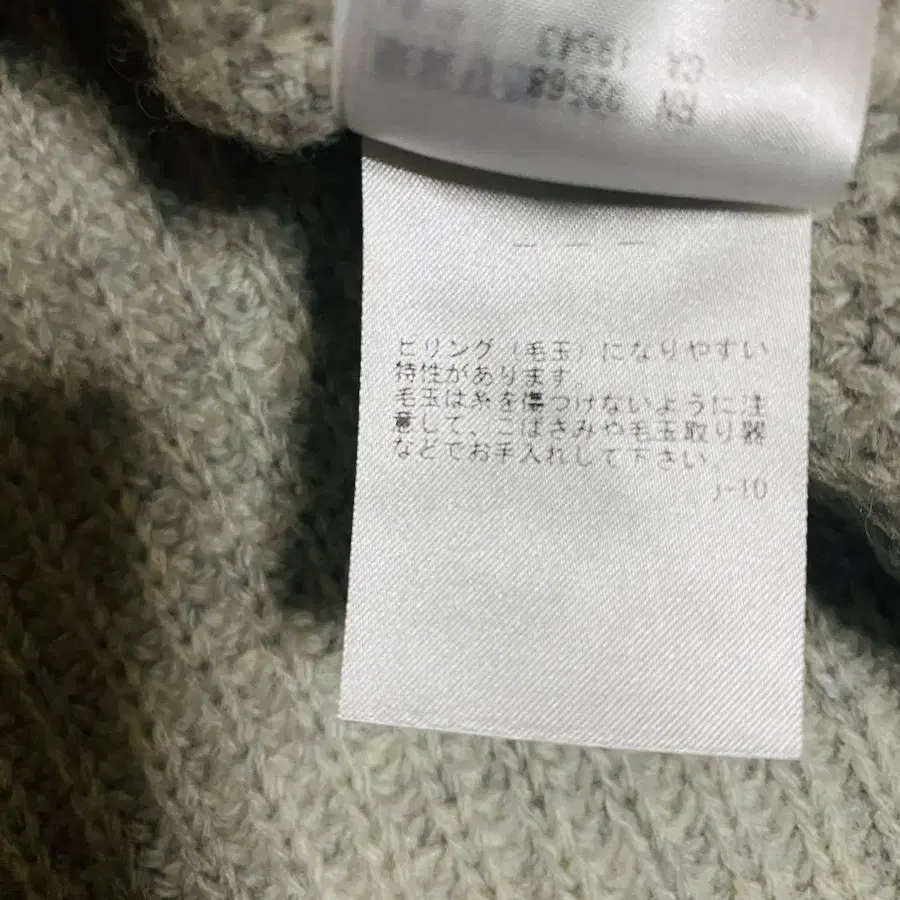 CA
RN
ピリング（毛玉）になりやすい
特性があります
毛玉は糸を傷つけないように注
意して、こばさみや毛玉取り器
などでお手入れして下さい。
J-10